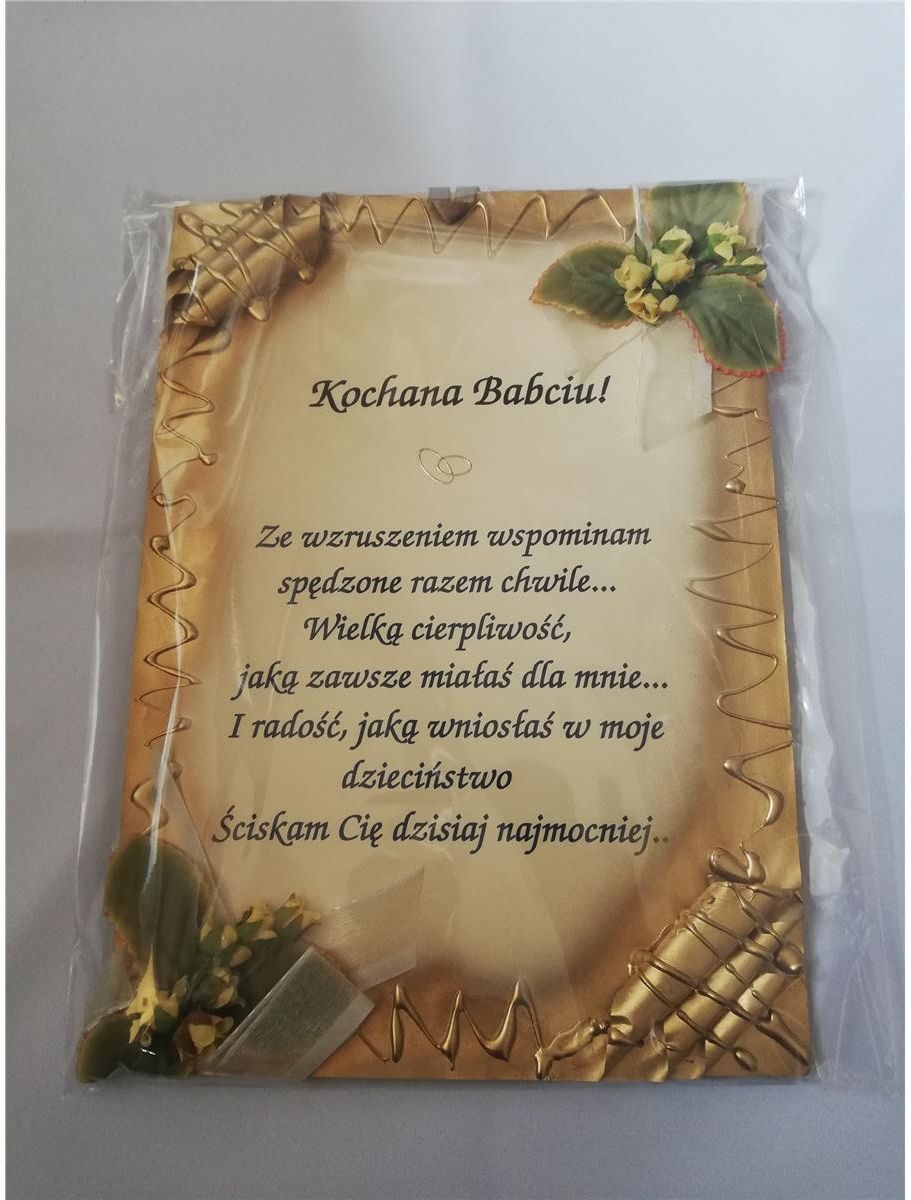 Kochana Babciu!
Ze wzruszeniem wspominam
spędzone razem chwile...
Wielką cierpliwość,
jaką zawsze miałaś dla mnie...
I radość, jaką wniosłaś w moje
dzieciństwo
Ściskam Cię dzisiaj najmocniej..